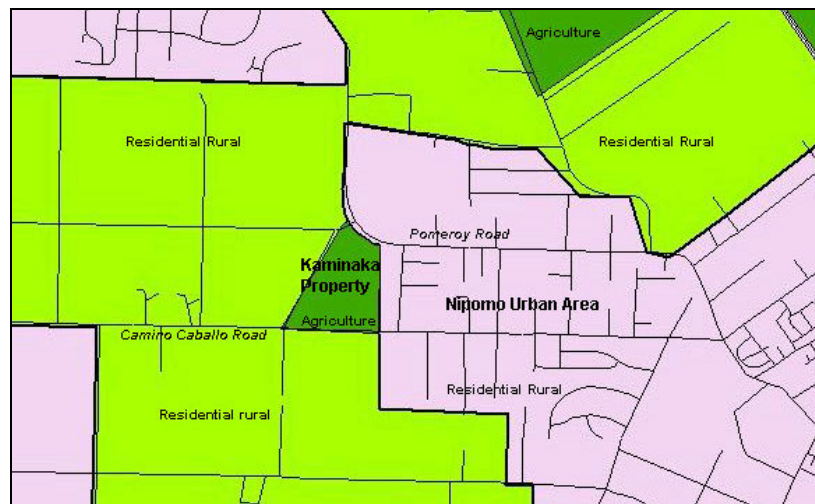 Agriculture
Residential Rural
Residential Rural
Pomeroy Road
Kaminaka
Property
Nipomo Urban Area
Agriculture
Camino Caballo Road
Residential Rural
Residential rural